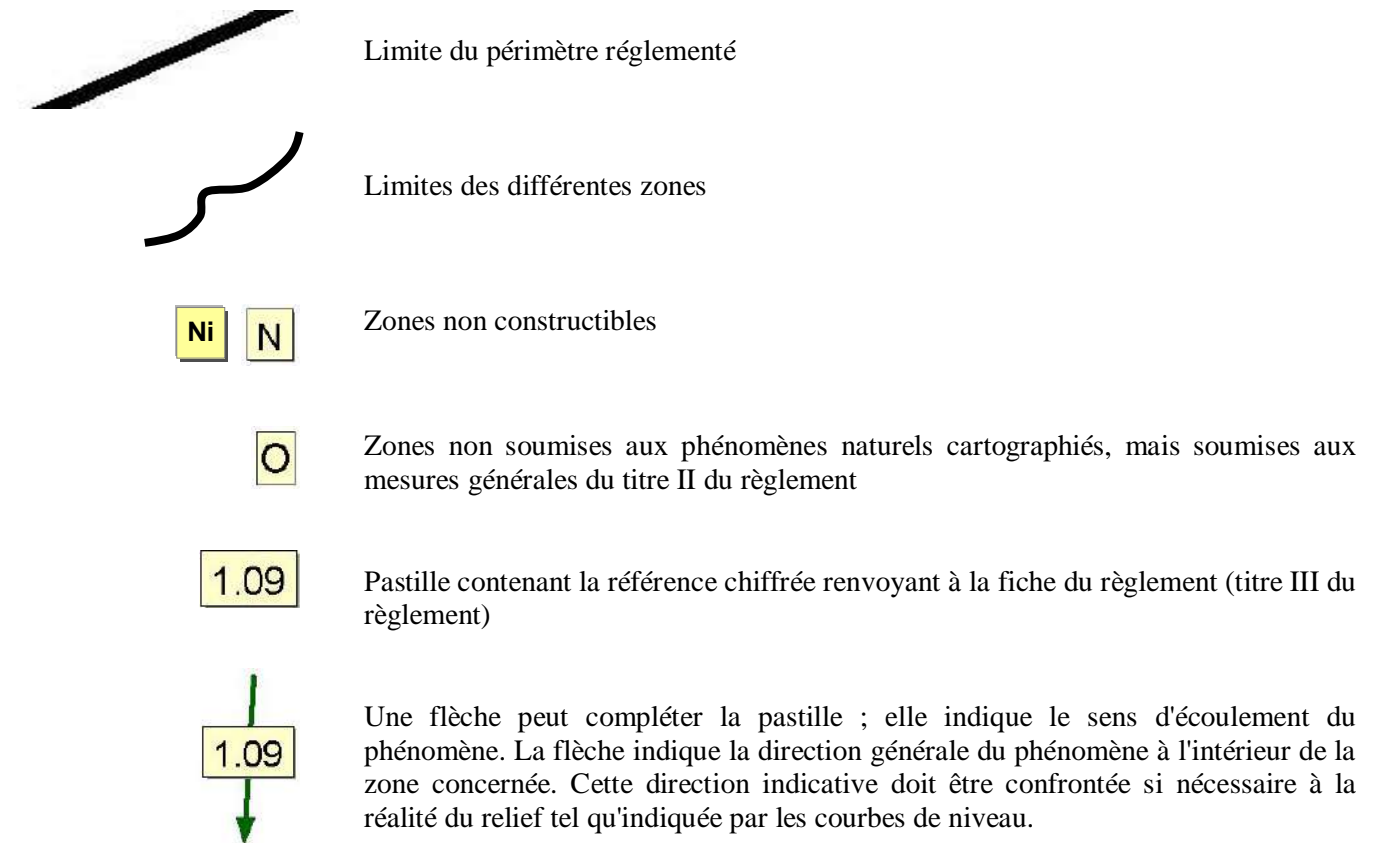 Limite du périmètre réglementé
Limites des différentes zones
Ni N Zones non constructibles
O Zones non soumises aux phénomènes naturels cartographiés, mais soumises aux
mesures générales du titre II du règlement
1.09 Pastille contenant la référence chiffrée renvoyant à la fiche du règlement (titre III du
règlement)
Une flèche peut compléter la pastille ; elle indique le sens d'écoulement du
1.09 phénomène. La flèche indique la direction générale du phénomène à l'intérieur de la
zone concernée. Cette direction indicative doit être confrontée si nécessaire à la
réalité du relief tel qu'indiquée par les courbes de niveau.